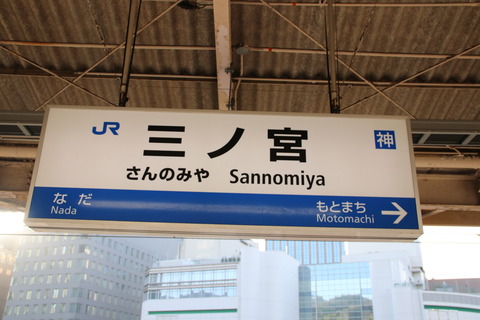 JR 三ノ宮 神
さんのみや Sannomiya
なだ もとまち
Nada Motomachi →